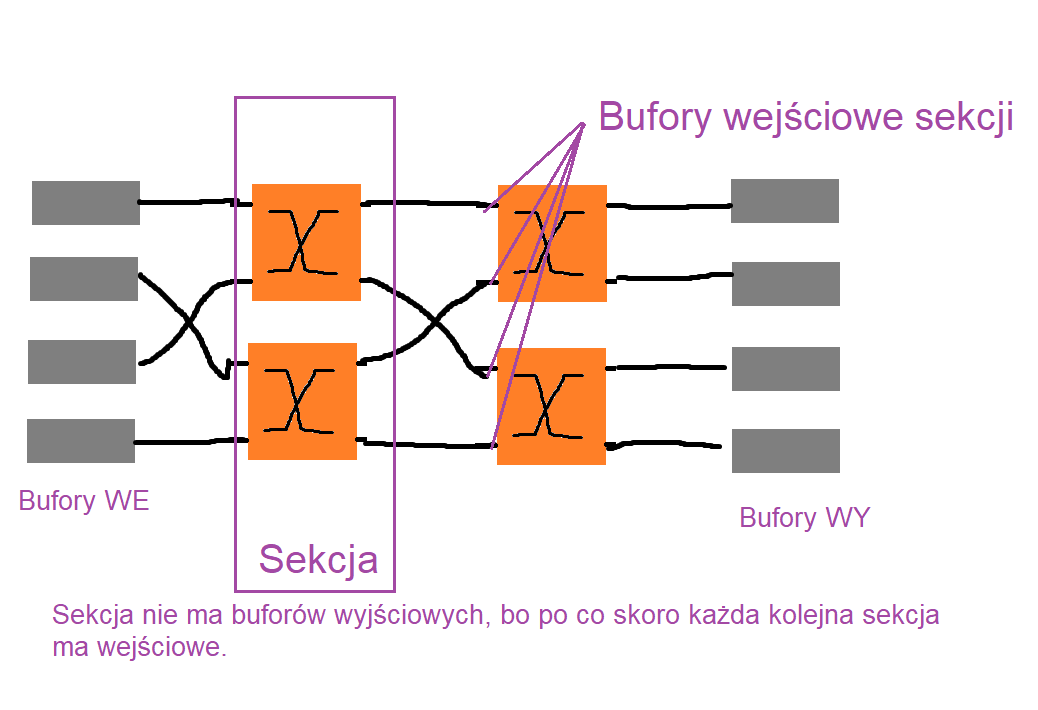 Bufory wejściowe sekcji
Bufory WE
Bufory WY
Sekcja
Sekcja nie ma buforów wyjściowych, bo po co skoro każda kolejna sekcja
ma wejściowe.